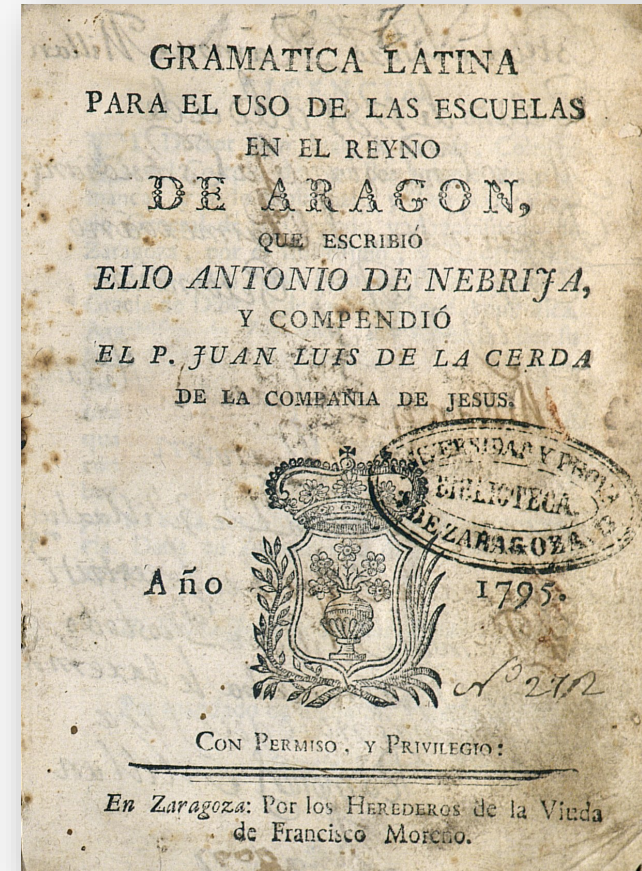 GRAMATICA LATINA
PARA EL USO DE LAS ESCUELAS
EN EL REYNO
DE ARAGON,
QUE ESCRIBIÓ
ELIO ANTONIO DE NEBRIJA,
Y COMPENDIÓ
EL P. JUAN LUIS DE LA CERDA
DE LA COMPAÑIA DE JESUS.
BIBLIOTECA
DE ZARAGOZA
Año 1795.
Nº 2712
CON PERMISO, Y PRIVILEGIO:
En Zaragoza: Por los HEREDEROS de la Viuda
de Francisco Moreno.